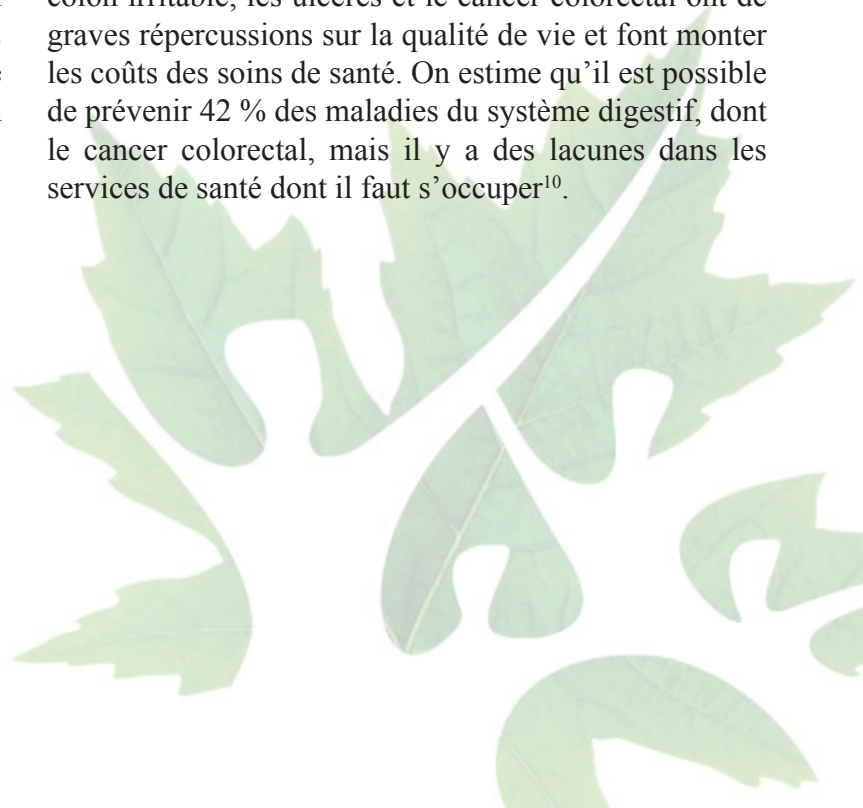 côlon irritable, les ulcères et le cancer colorectal ont de
graves répercussions sur la qualité de vie et font monter
les coûts des soins de santé. On estime qu’il est possible
de prévenir 42 % des maladies du système digestif, dont
le cancer colorectal, mais il y a des lacunes dans les
services de santé dont il faut s’occuper¹⁰.